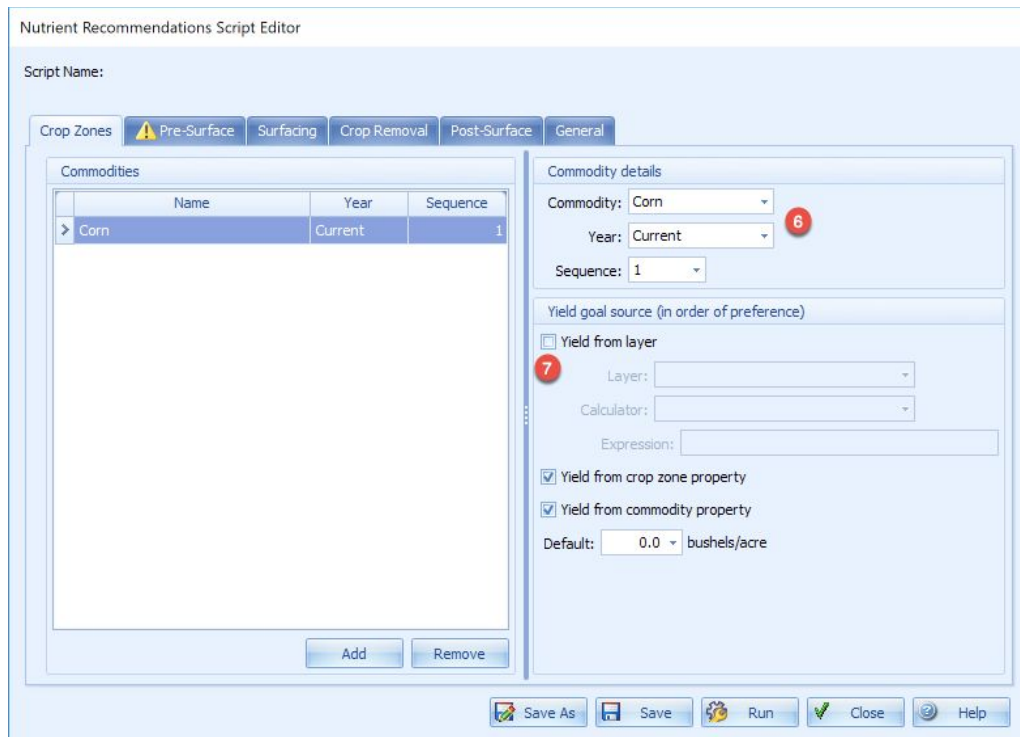 Nutrient Recommendations Script Editor
Script Name:
Crop Zones Pre-Surface Surfacing Crop Removal Post-Surface General
Commodities
Name Year Sequence
Corn Current 1
Add Remove
Commodity details
Commodity: Corn
6
Year: Current
Sequence: 1
Yield goal source (in order of preference)
Yield from layer
7
Layer:
Calculator:
Expression:
Yield from crop zone property
Yield from commodity property
Default: 0.0 bushels/acre
Save As Save Run Close Help